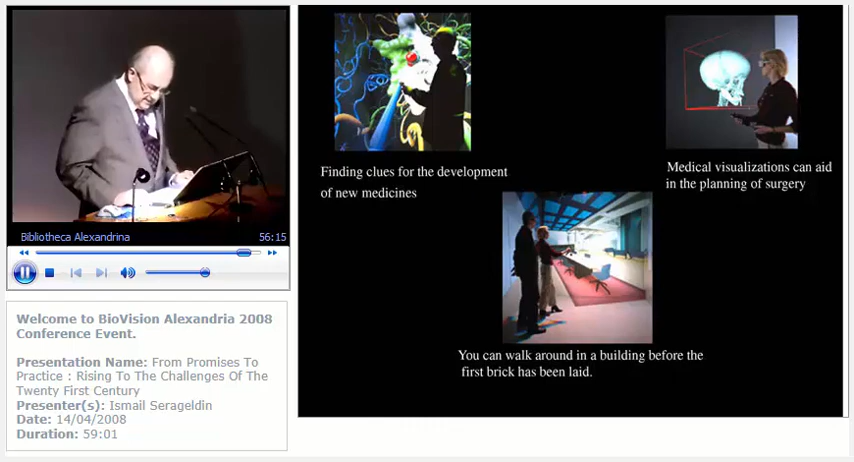 Bibliotheca Alexandrina 56:15
Welcome to BioVision Alexandria 2008
Conference Event.
Presentation Name: From Promises To
Practice : Rising To The Challenges Of The
Twenty First Century
Presenter(s): Ismail Serageldin
Date: 14/04/2008
Duration: 59:01
Finding clues for the development
of new medicines
Medical visualizations can aid
in the planning of surgery
You can walk around in a building before the
first brick has been laid.